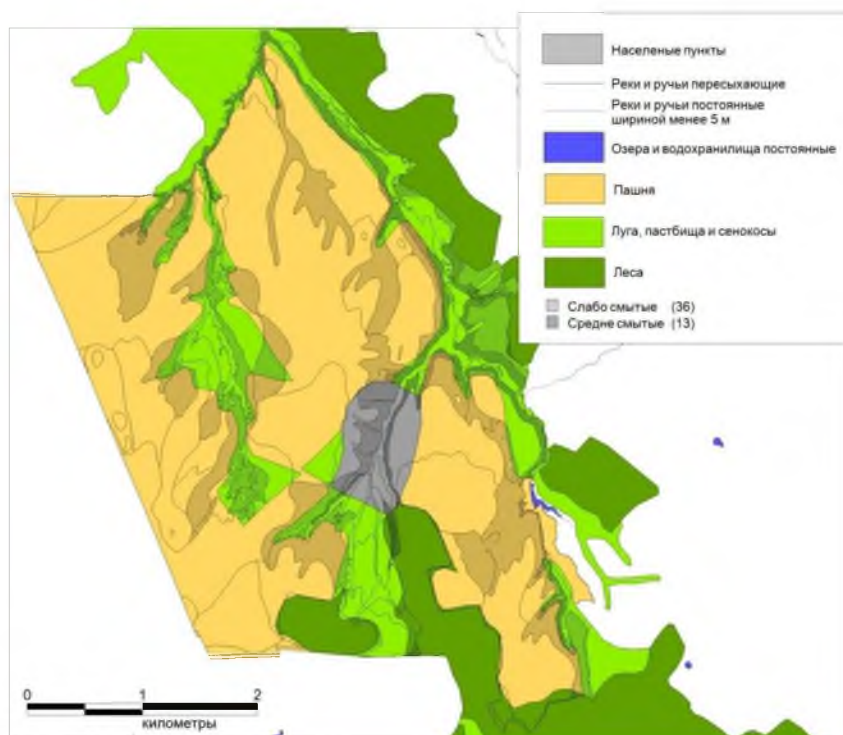 Населеные пункты
Реки и ручьи пересыхающие
Реки и ручьи постоянные
шириной менее 5 м
Озера и водохранилища постоянные
Пашня
Луга, пастбища и сенокосы
Леса
Слабо смытые (36)
Средне смытые (13)
0 1 2
километры